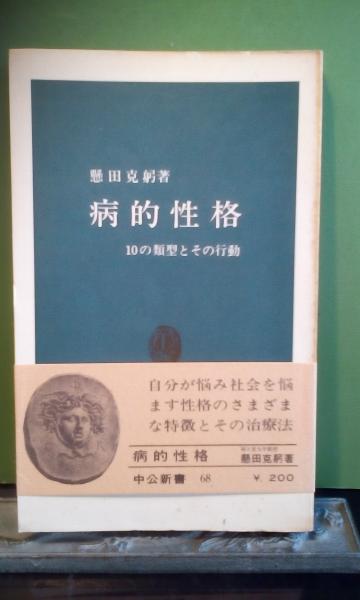 懸田克躬著
病的性格
10の類型とその行動
自分が悩み社会を悩
ます性格のさまざま
な特徴とその治療法
病的性格
懸田克躬著
中公新書 68
￥. 200